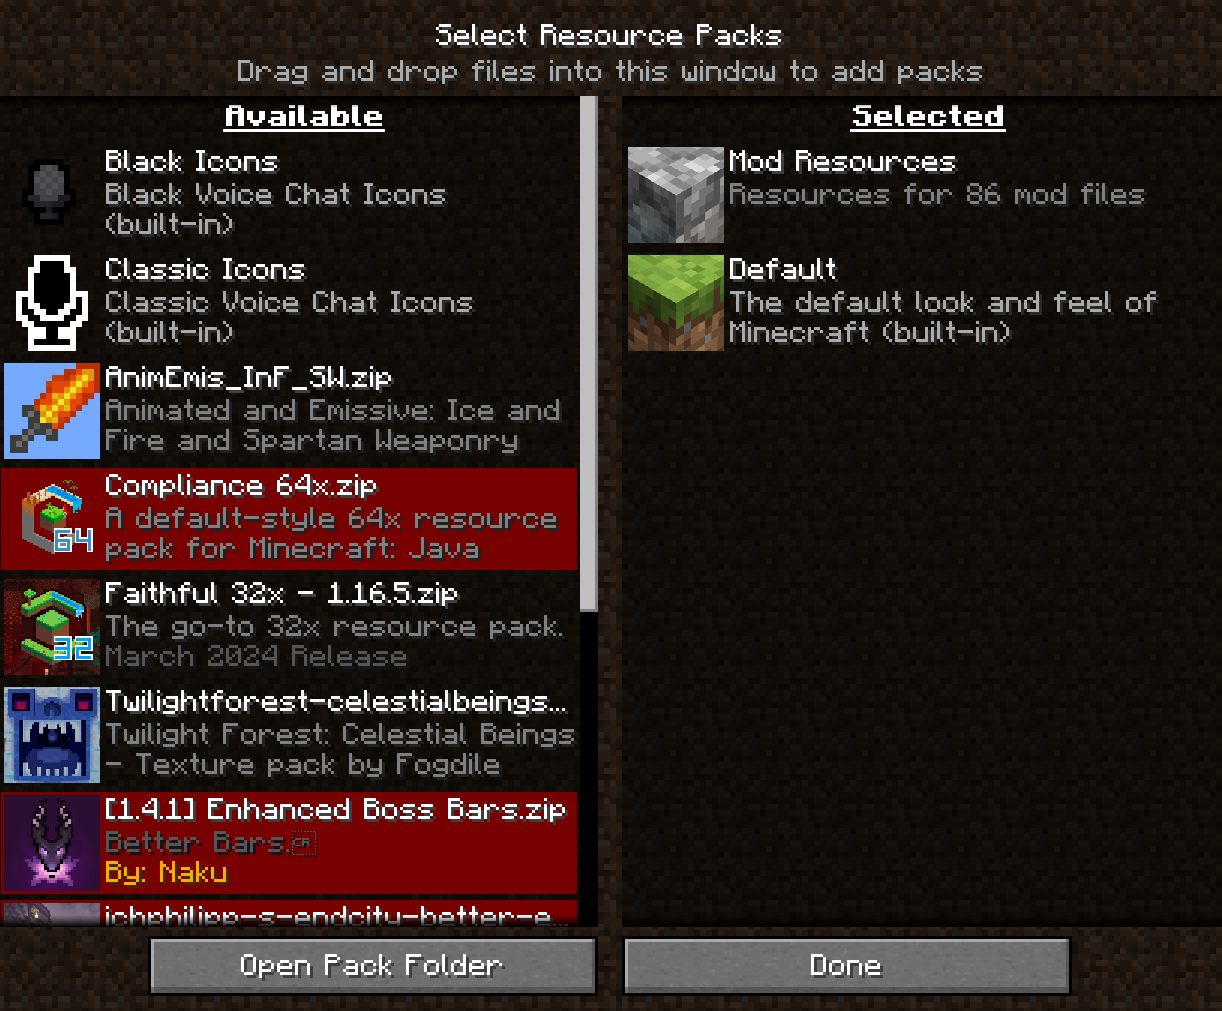 Select Resource Packs
Drag and drop files into this window to add packs
Available
Black Icons
Black Voice Chat Icons
(built-in)
Classic Icons
Classic Voice Chat Icons
(built-in)
AnimEmis_InF_SW.zip
Animated and Emissive: Ice and
Fire and Spartan Weaponry
Compliance 64x.zip
A default-style 64x resource
pack for Minecraft: Java
64
Faithful 32x - 1.16.5.zip
The go-to 32x resource pack.
March 2024 Release
32
Twilightforest-celestialbeings...
Twilight Forest: Celestial Beings
- Texture pack by Fogdile
[1.4.1] Enhanced Boss Bars.zip
Better Bars.␍
By: Naku
ichphilipp-s-endcity-better-e...
Selected
Mod Resources
Resources for 86 mod files
Default
The default look and feel of
Minecraft (built-in)
Open Pack Folder
Done